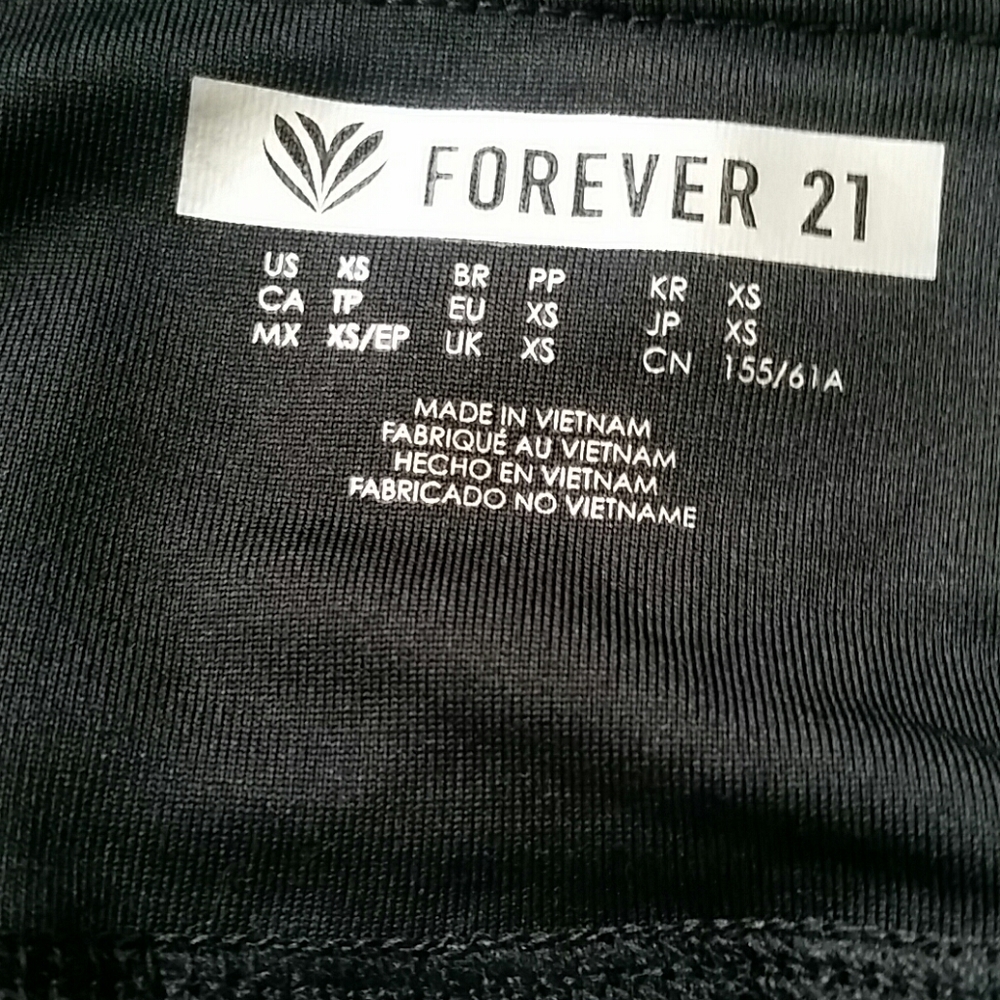 FOREVER 21
US XS BR PP KR XS
CA TP EU XS JP XS
MX XS/EP UK XS CN 155/61A
MADE IN VIETNAM
FABRIQUÉ AU VIETNAM
HECHO EN VIETNAM
FABRICADO NO VIETNAME